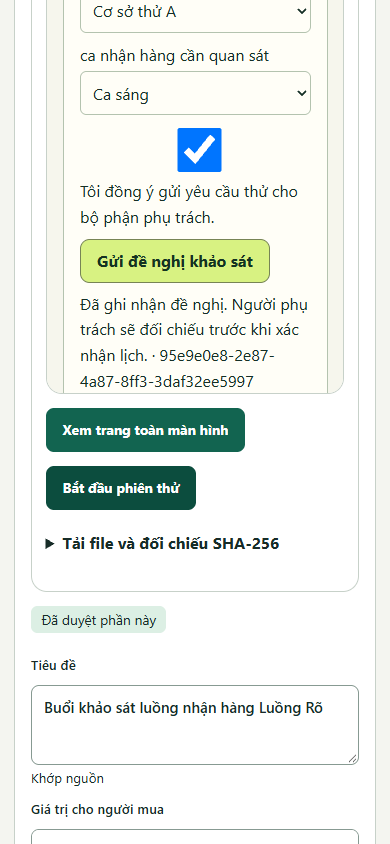 Cơ sở thử A
ca nhận hàng cần quan sát
Ca sáng
Tôi đồng ý gửi yêu cầu thử cho
bộ phận phụ trách.
Gửi đề nghị khảo sát
Đã ghi nhận đề nghị. Người phụ
trách sẽ đối chiếu trước khi xác
nhận lịch. · 95e9e0e8-2e87-
4a87-8ff3-3daf32ee5997
Xem trang toàn màn hình
Bắt đầu phiên thử
Tải file và đối chiếu SHA-256
Đã duyệt phần này
Tiêu đề
Buổi khảo sát luồng nhận hàng Luồng Rõ
Khớp nguồn
Giá trị cho người mua